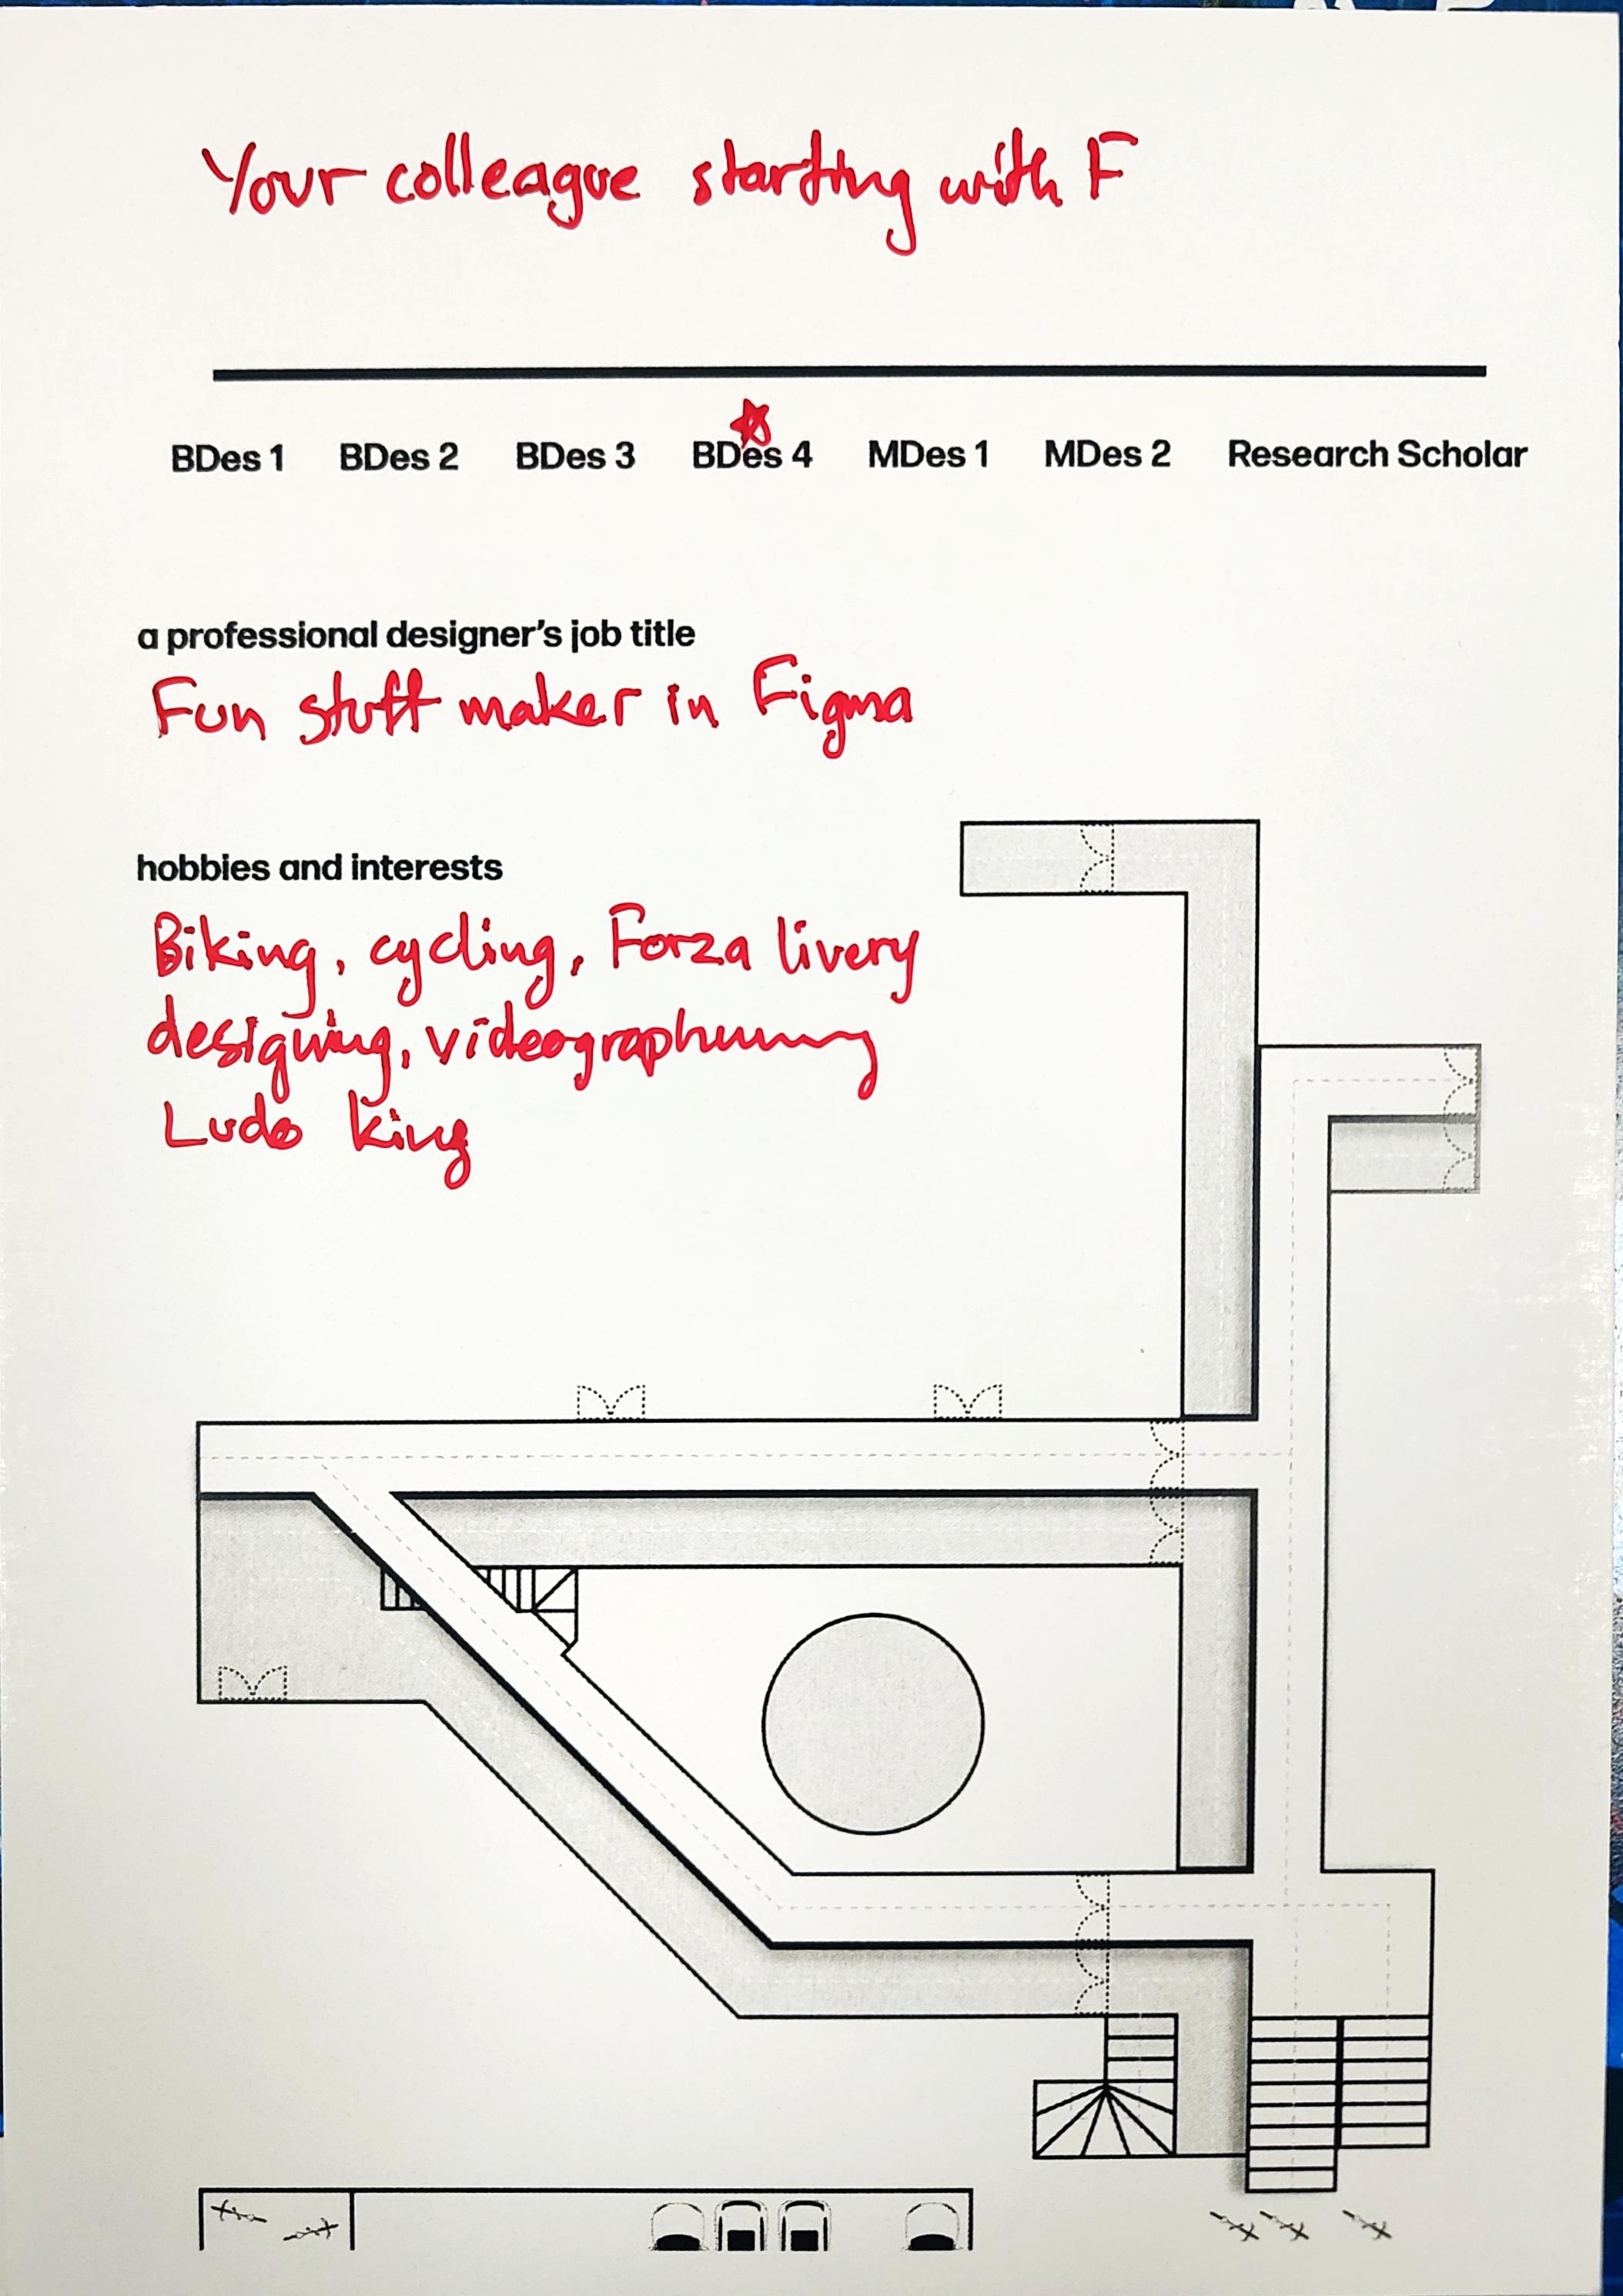 Your colleague starting with F
BDes 1 BDes 2 BDes 3 BDes 4 MDes 1 MDes 2 Research Scholar
a professional designer's job title
Fun stuff maker in Figma
hobbies and interests
Biking, cycling, Forza livery
designing,
Ludo king